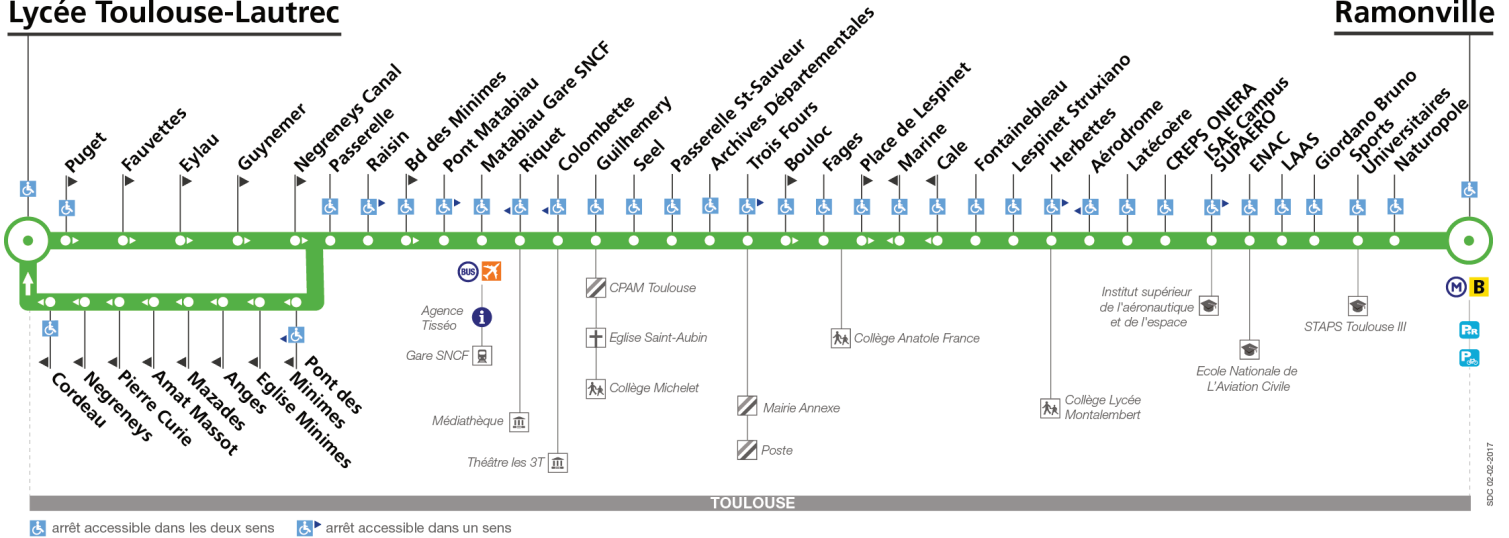 Lycée Toulouse-Lautrec
Ramonville
Puget
Fauvettes
Eylau
Guynemer
Negreneys Canal
Passerelle
Raisin
Bd des Minimes
Pont Matabiau
Matabiau Gare SNCF
Riquet
Colombette
Guilhemery
Seel
Passerelle St-Sauveur
Archives Départementales
Trois Fours
Bouloc
Fages
Place de Lespinet
Marine
Cale
Fontainebleau
Lespinet Struxiano
Herbettes
Aérodrome
Latécoère
CREPS ONERA
ISAE Campus
SUPAERO
ENAC
LAAS
Giordano Bruno
Sports
Universitaires
Naturopole
Cordeau
Negreneys
Pierre Curie
Amat Massot
Mazades
Anges
Eglise Minimes
Pont des
Minimes
BUS
Agence
Tisséo
i
Gare SNCF
Médiathèque
Théâtre les 3T
CPAM Toulouse
Eglise Saint-Aubin
Collège Michelet
Mairie Annexe
Poste
Collège Anatole France
Collège Lycée
Montalembert
Institut supérieur
de l'aéronautique
et de l'espace
Ecole Nationale de
L'Aviation Civile
STAPS Toulouse III
M B
PR
P
TOULOUSE
SDC 02-02-2017
arrêt accessible dans les deux sens
arrêt accessible dans un sens